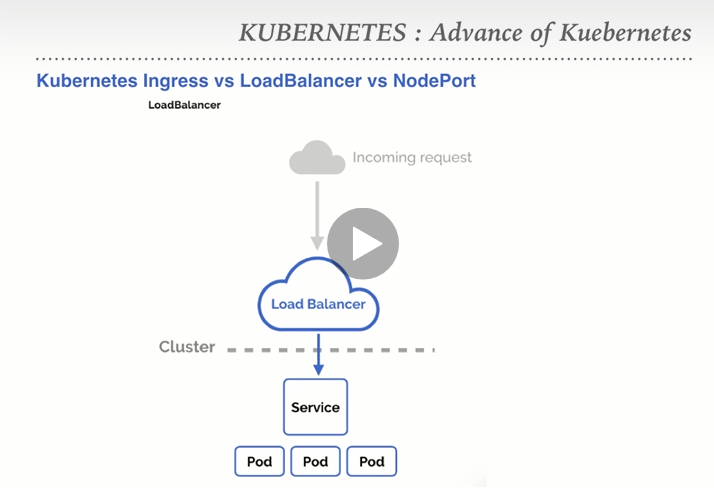 KUBERNETES : Advance of Kuebernetes
Kubernetes Ingress vs LoadBalancer vs NodePort
LoadBalancer
Incoming request
Load Balancer
Cluster
Service
Pod Pod Pod